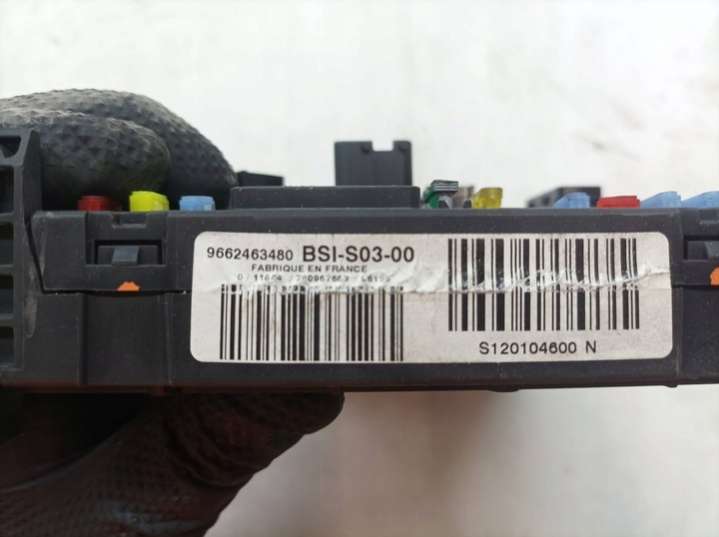 9662463480 BSI-S03-00
FABRIQUE EN FRANCE
S120104600 N